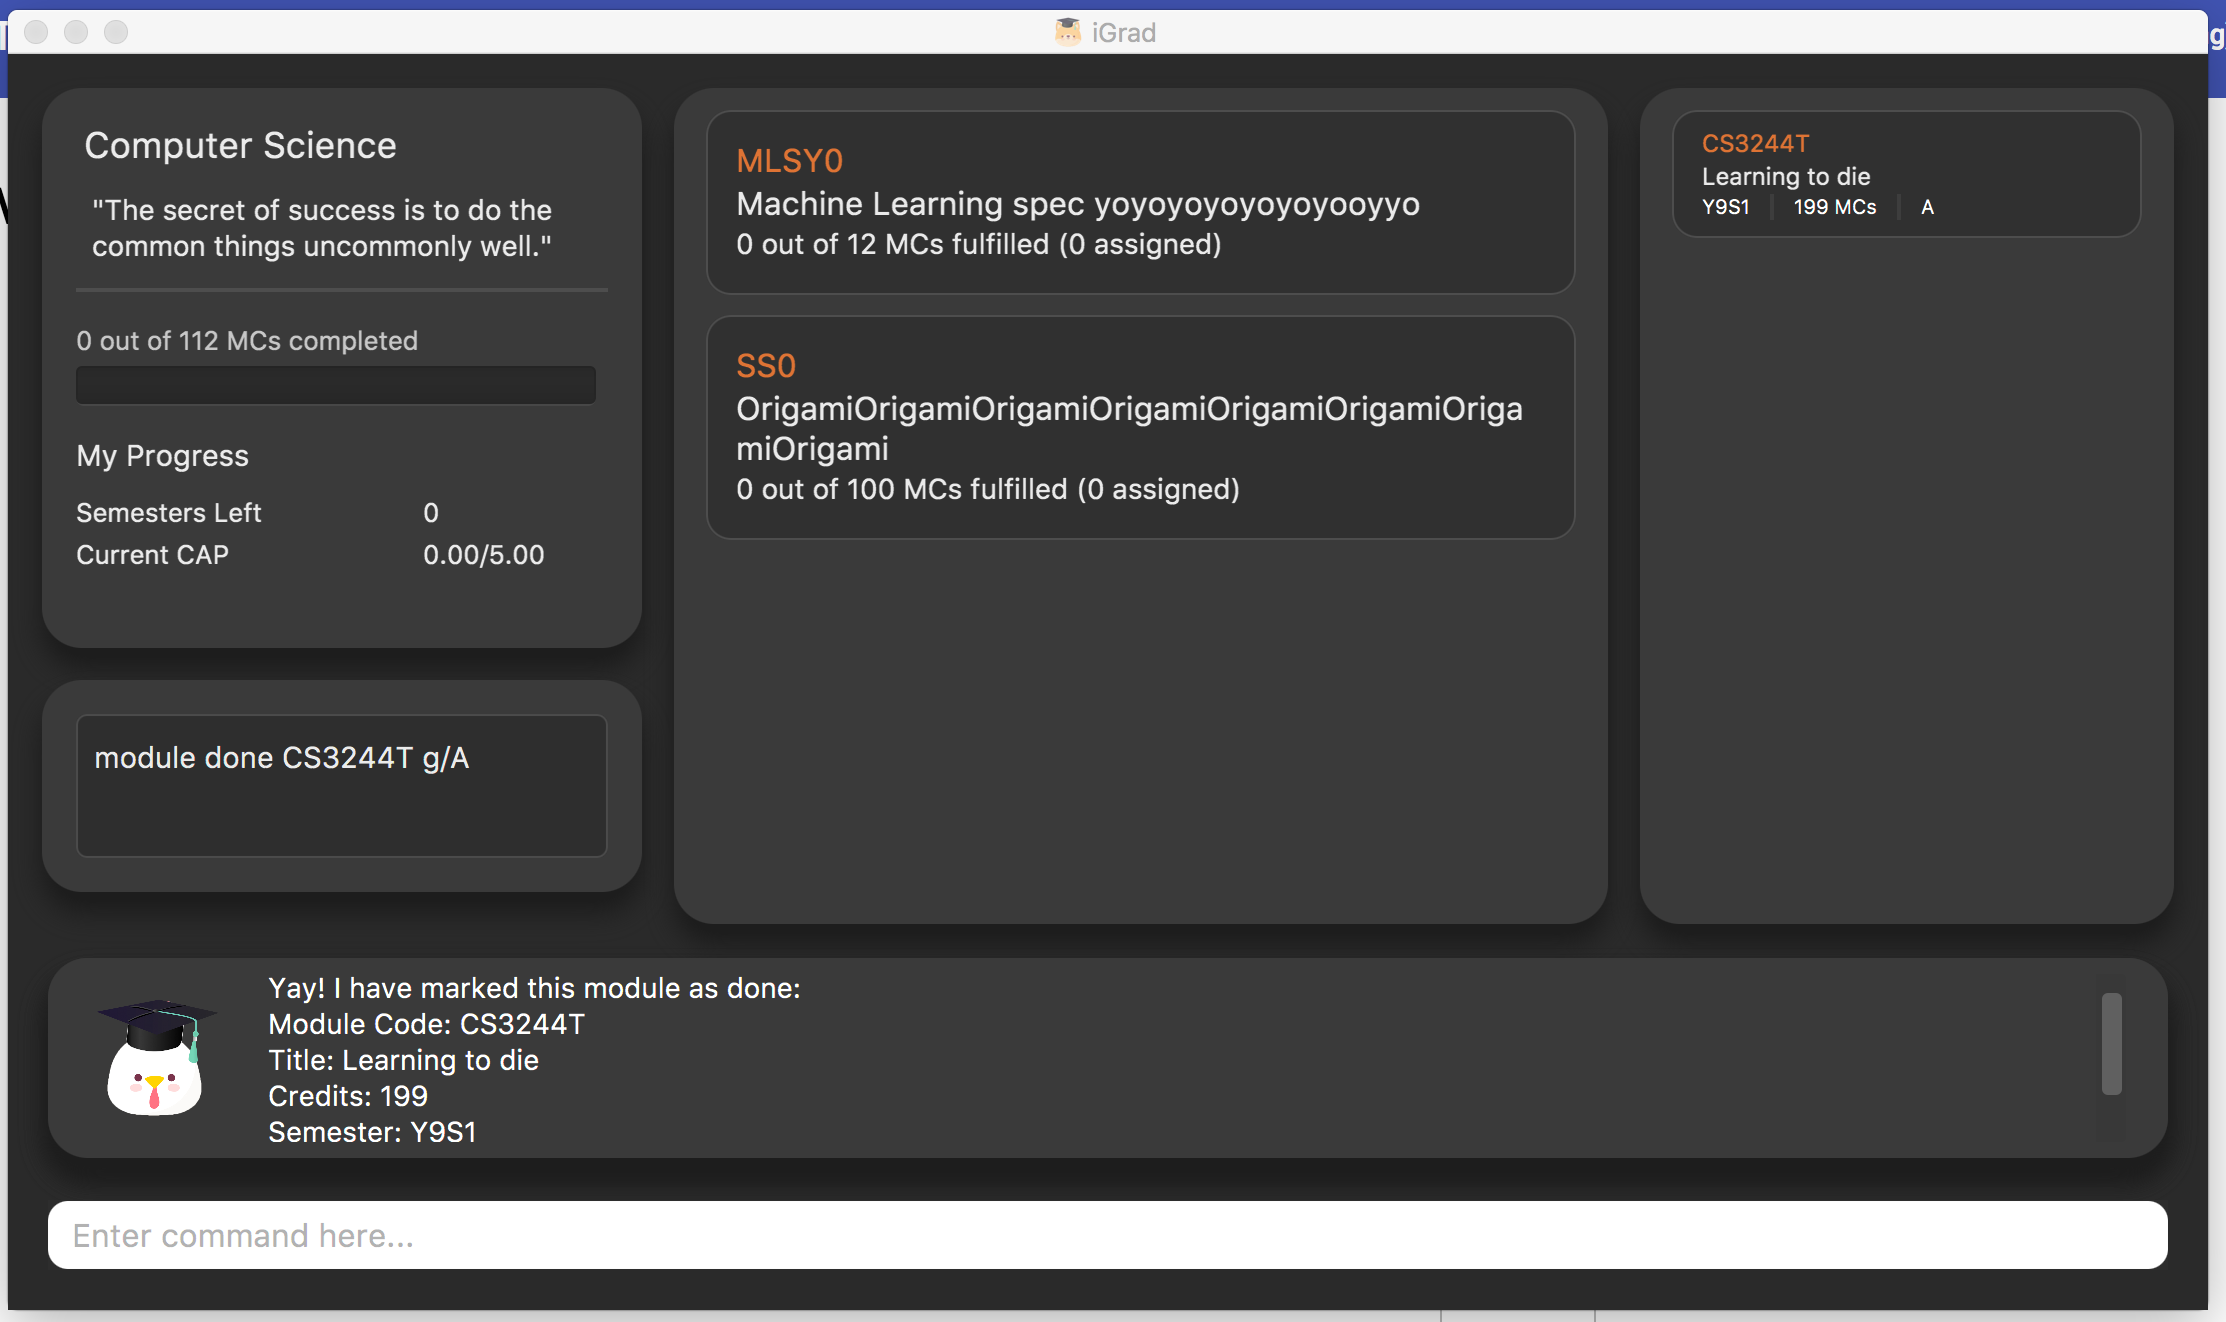 iGrad
Computer Science
"The secret of success is to do the
common things uncommonly well."
0 out of 112 MCs completed
My Progress
Semesters Left 0
Current CAP 0.00/5.00
module done CS3244T g/A
MLSY0
Machine Learning spec yoyoyoyoyoyoyooyyo
0 out of 12 MCs fulfilled (0 assigned)
SS0
OrigamiOrigamiOrigamiOrigamiOrigamiOrigamiOriga
miOrigami
0 out of 100 MCs fulfilled (0 assigned)
CS3244T
Learning to die
Y9S1 199 MCs A
Yay! I have marked this module as done:
Module Code: CS3244T
Title: Learning to die
Credits: 199
Semester: Y9S1
Enter command here...